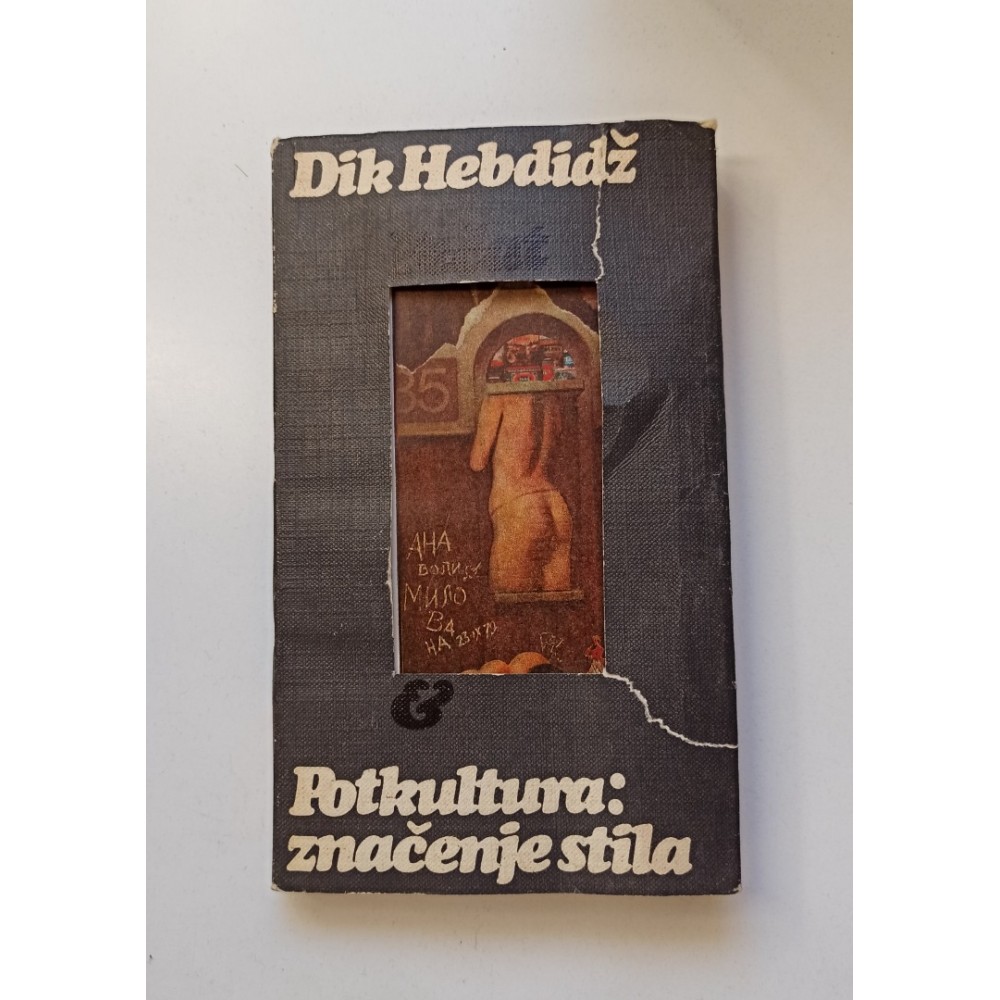 Dik Hebdidž
35
АНА
ВОЛИ
МИЛО
ВА
НА 23 IX 79
&
Potkultura:
značenje stila